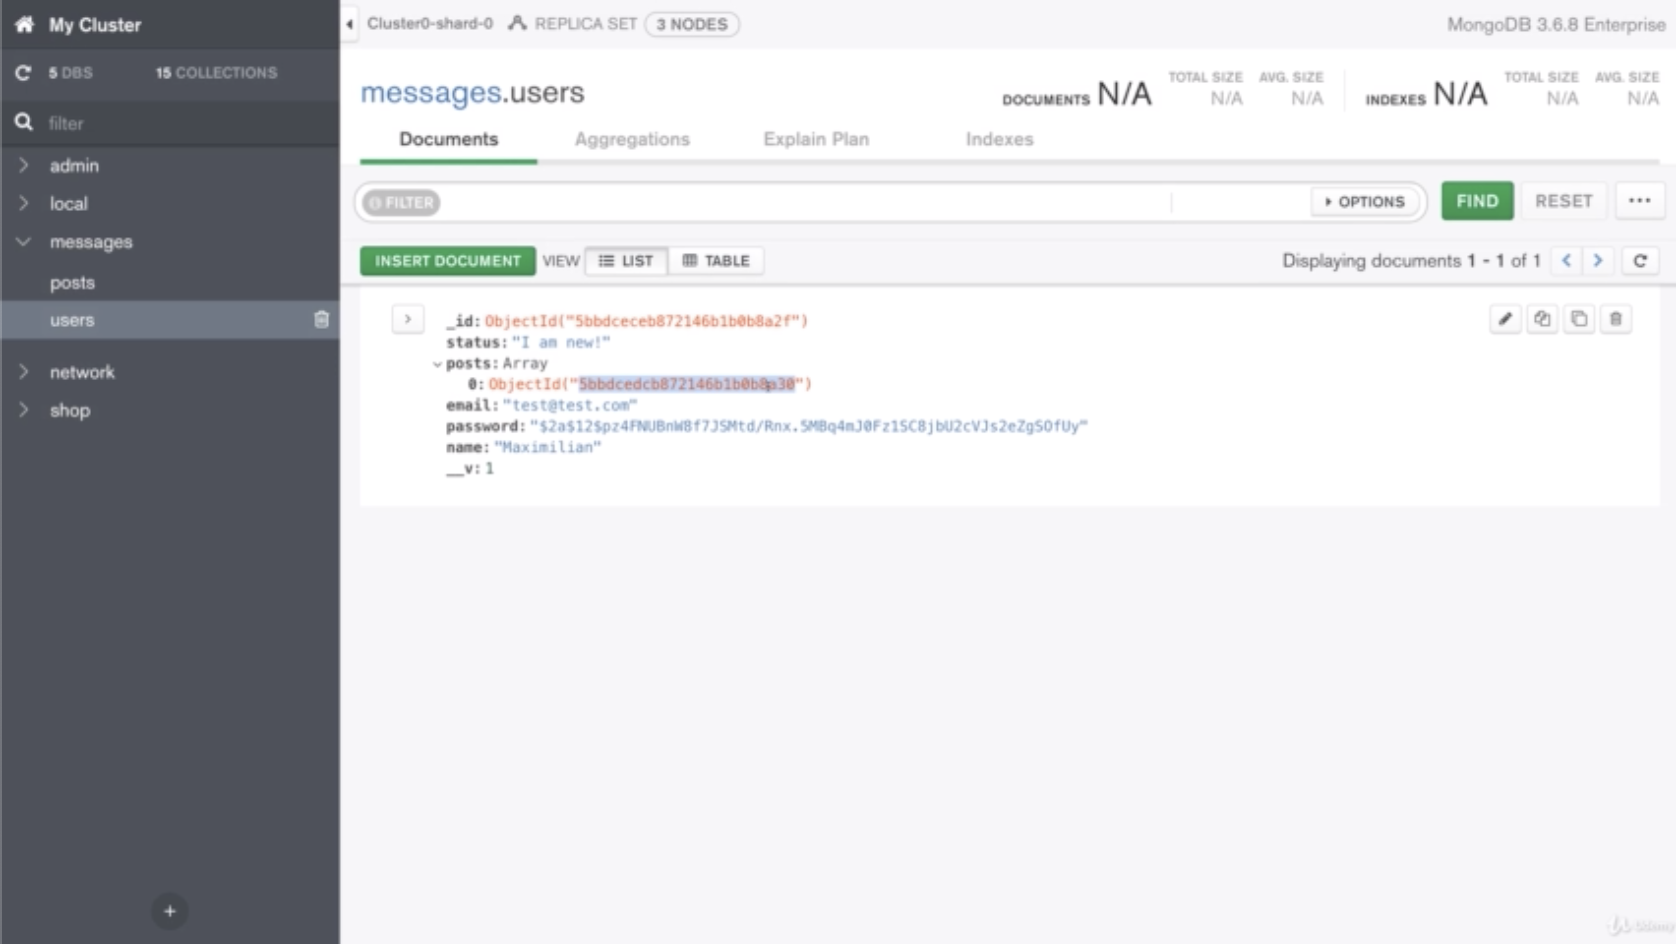 My Cluster
5 DBS 15 COLLECTIONS
filter
admin
local
messages
posts
users
network
shop
+
Cluster0-shard-0 REPLICA SET 3 NODES
MongoDB 3.6.8 Enterprise
messages.users
DOCUMENTS N/A TOTAL SIZE N/A AVG. SIZE N/A INDEXES N/A TOTAL SIZE N/A AVG. SIZE N/A
Documents Aggregations Explain Plan Indexes
FILTER OPTIONS FIND RESET ...
INSERT DOCUMENT VIEW LIST TABLE Displaying documents 1 - 1 of 1
_id: ObjectId("5bbdceceb872146b1b0b8a2f")
status: "I am new!"
posts: Array
0: ObjectId("5bbdcedcb872146b1b0b8a30")
email: "test@test.com"
password: "$2a$12$pz4FNUBnW8f7JSMtd/Rnx.5MBq4mJ0Fz1SC8jbU2cVJs2eZgSOfUy"
name: "Maximilian"
__v: 1
Udemy